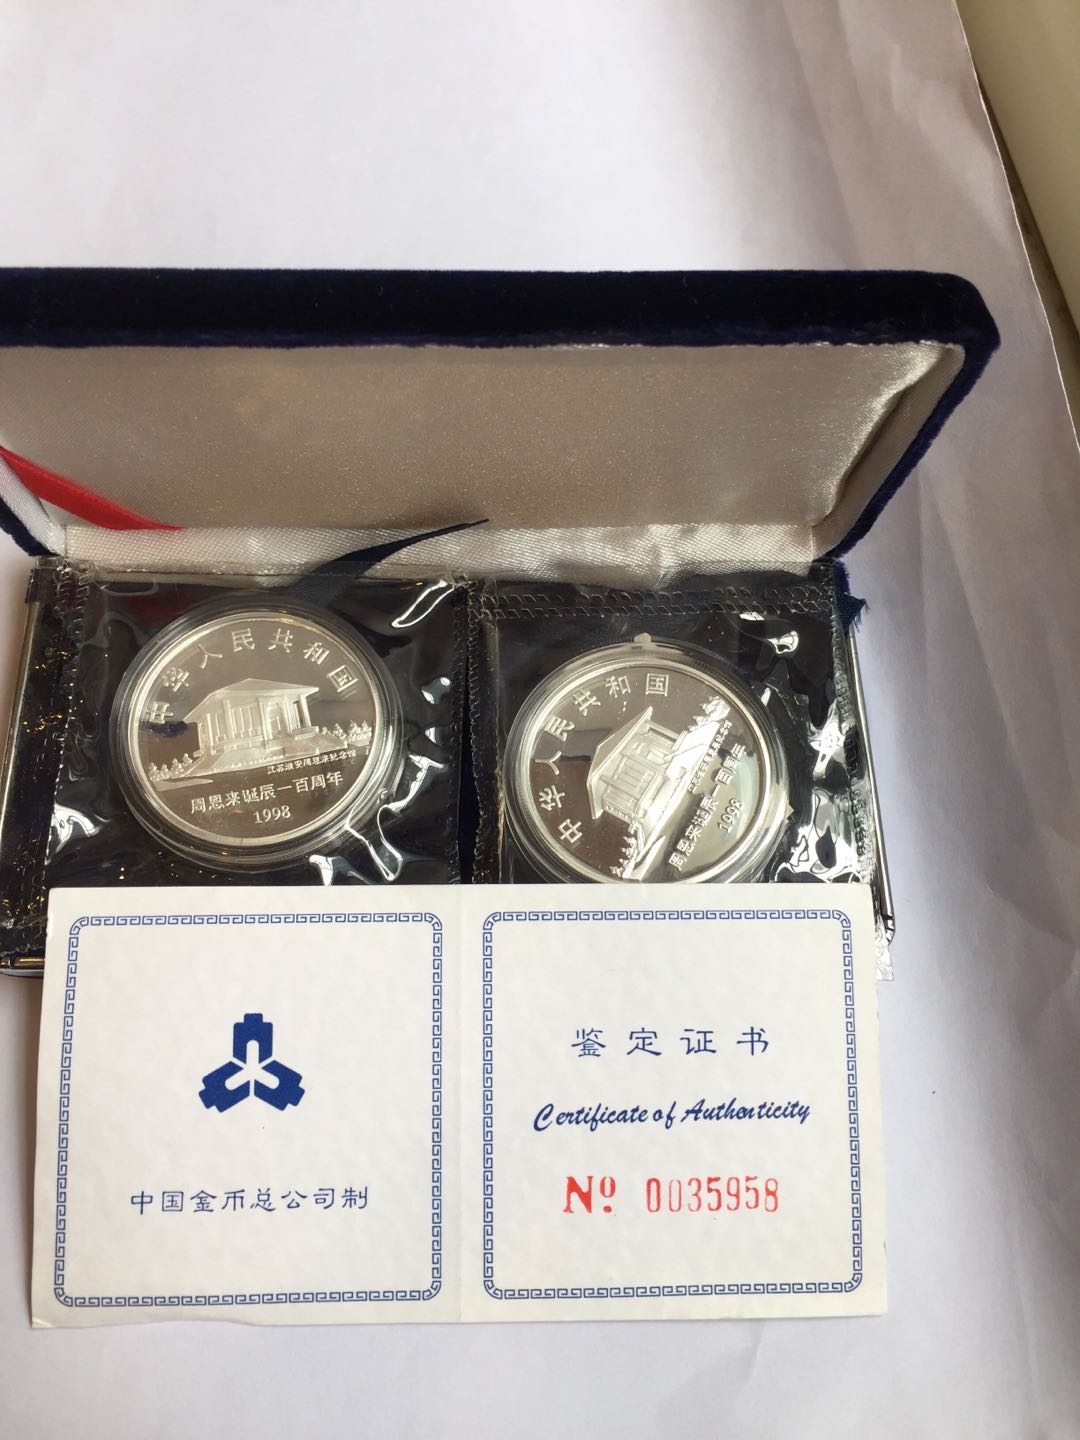 中华人民共和国
江苏淮安周恩来纪念馆
周恩来诞辰一百周年
1998
中华人民共和国
周恩来诞辰一百周年
1998
中国金币总公司制
鉴定证书
Certificate of Authenticity
Nº 0035958